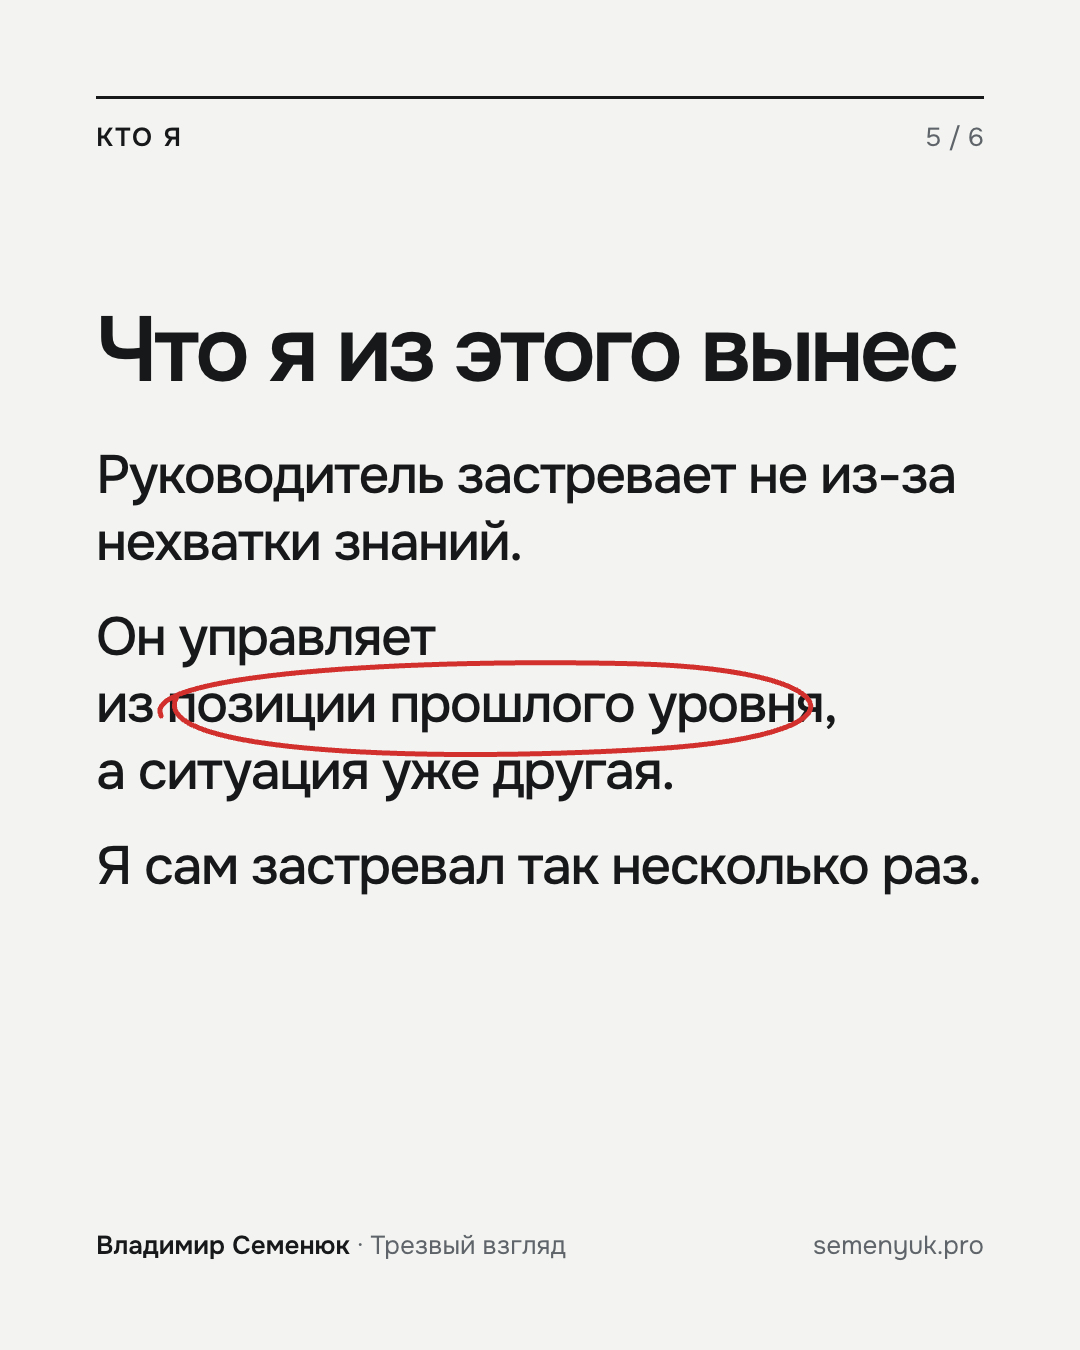 КТО Я
5 / 6
Что я из этого вынес
Руководитель застревает не из-за
нехватки знаний.
Он управляет
из позиции прошлого уровня,
а ситуация уже другая.
Я сам застревал так несколько раз.
Владимир Семенюк · Трезвый взгляд
semenyuk.pro